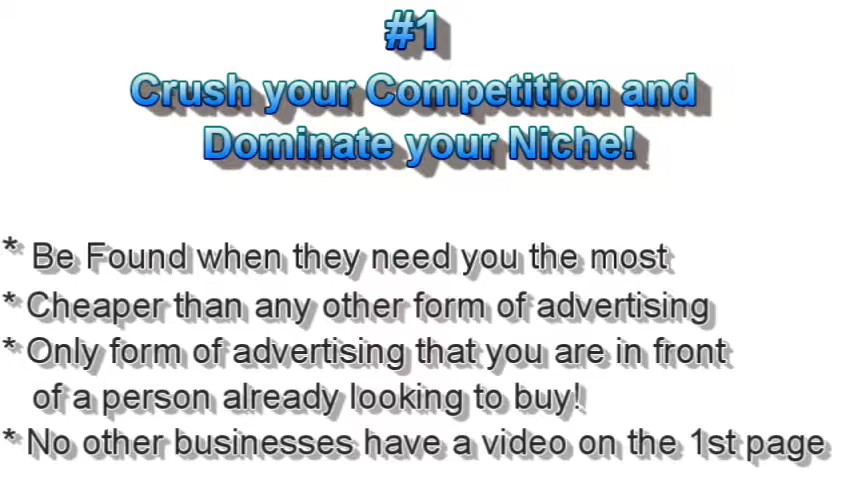 #1
Crush your Competition and
Dominate your Niche!
* Be Found when they need you the most
* Cheaper than any other form of advertising
* Only form of advertising that you are in front
of a person already looking to buy!
* No other businesses have a video on the 1st page